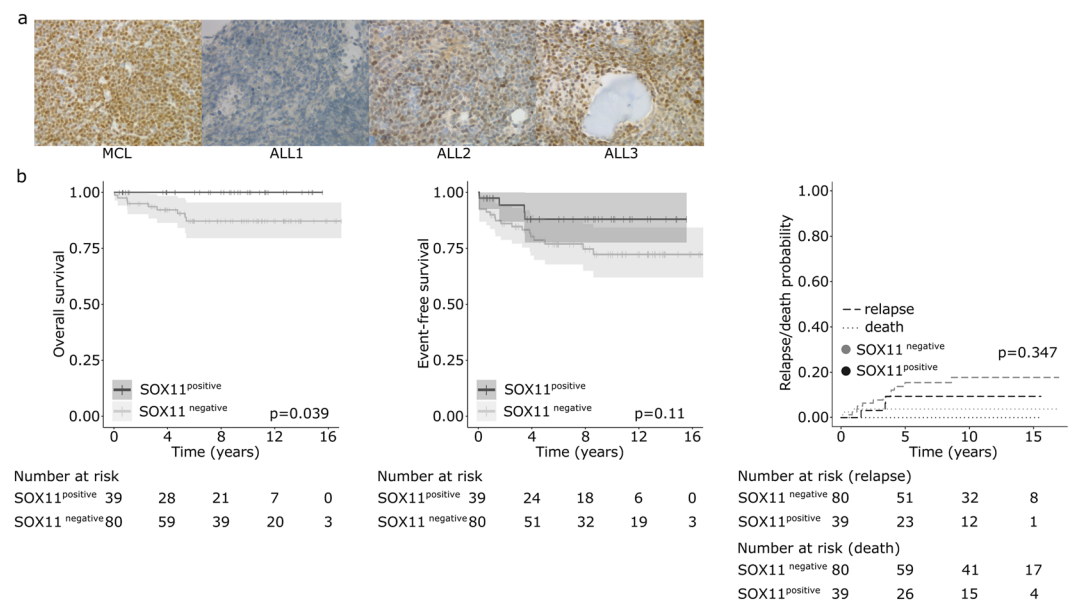 a
MCL ALL1 ALL2 ALL3
b
Overall survival
1.00
0.75
0.50
0.25
0.00
SOX11positive
SOX11 negative
p=0.039
0 4 8 12 16
Time (years)
Number at risk
SOX11positive 39 28 21 7 0
SOX11 negative 80 59 39 20 3
Event-free survival
1.00
0.75
0.50
0.25
0.00
SOX11positive
SOX11 negative
p=0.11
0 4 8 12 16
Time (years)
Number at risk
SOX11positive 39 24 18 6 0
SOX11 negative 80 51 32 19 3
Relapse/death probability
1.00
0.80
0.60
0.40
0.20
0.00
relapse
death
SOX11 negative
SOX11positive
p=0.347
0 5 10 15
Time (years)
Number at risk (relapse)
SOX11 negative 80 51 32 8
SOX11positive 39 23 12 1
Number at risk (death)
SOX11 negative 80 59 41 17
SOX11positive 39 26 15 4